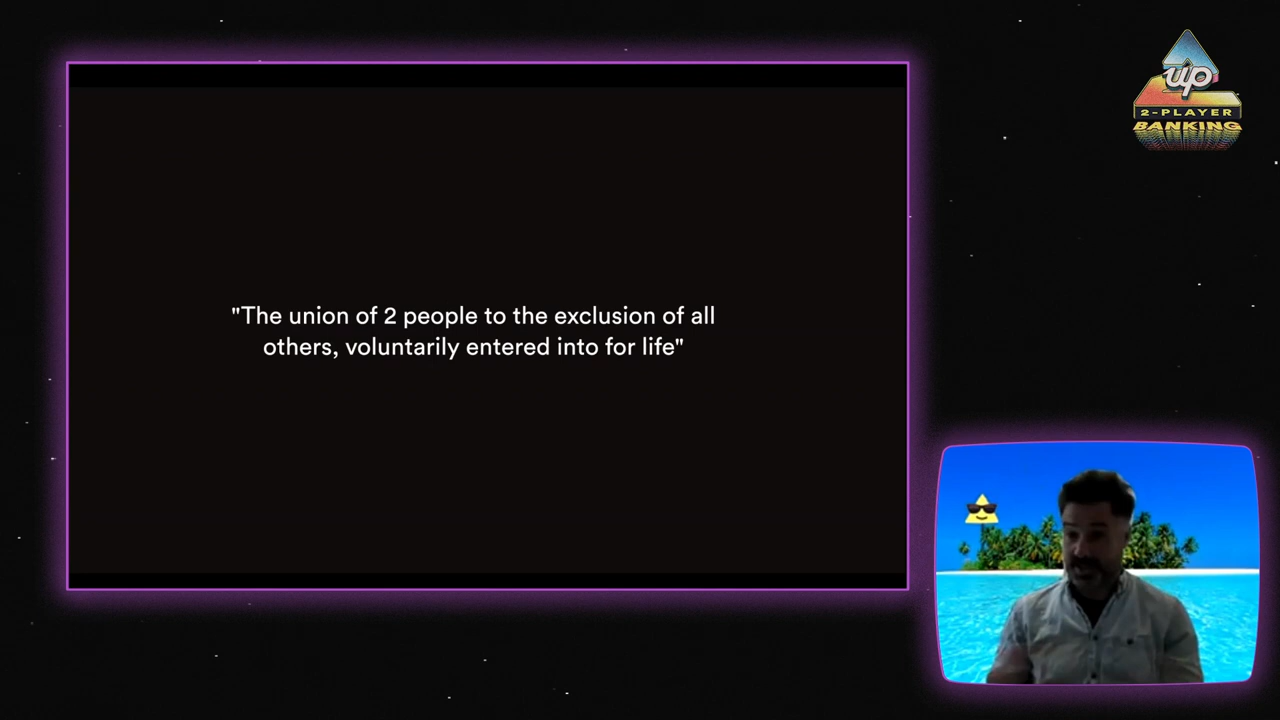 up
2-PLAYER
BANKING
"The union of 2 people to the exclusion of all
others, voluntarily entered into for life"